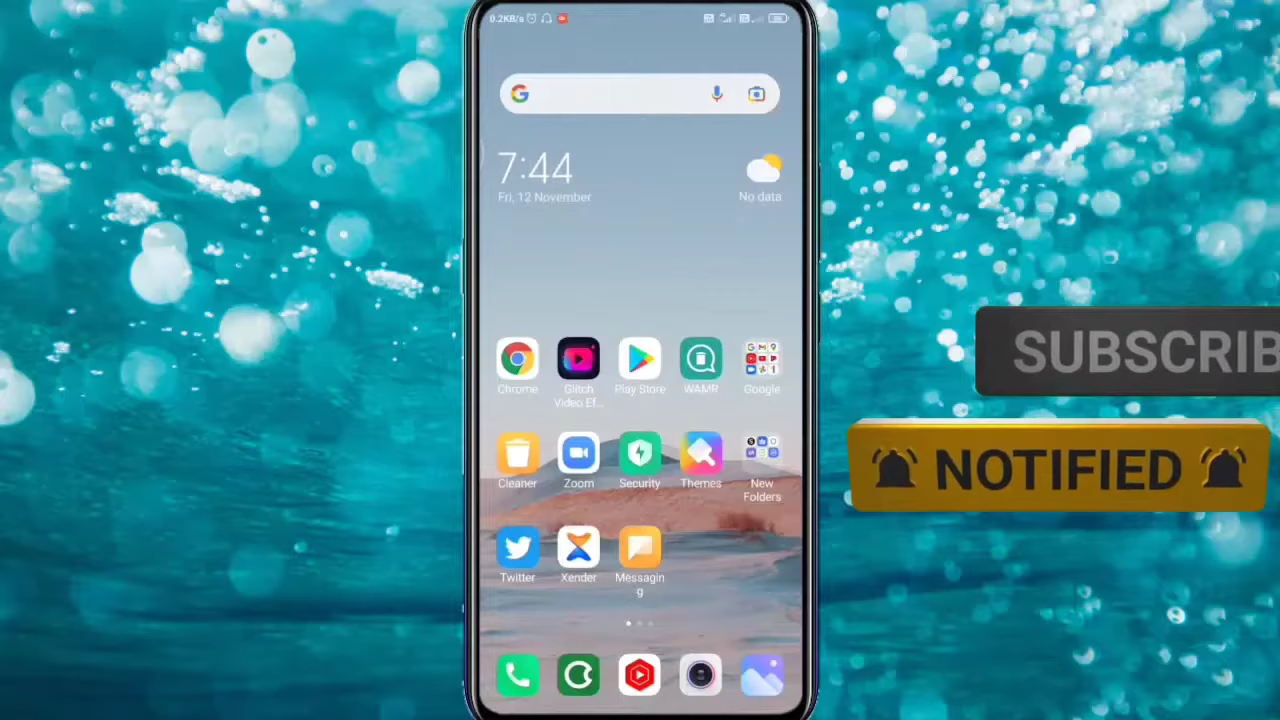 0.2KB/s
7:44
Fri, 12 November
No data
Chrome
Glitch
Video Ef...
Play Store
WAMR
Google
Cleaner
Zoom
Security
Themes
New
Folders
Twitter
Xender
Messagin
g
SUBSCRIB
NOTIFIED